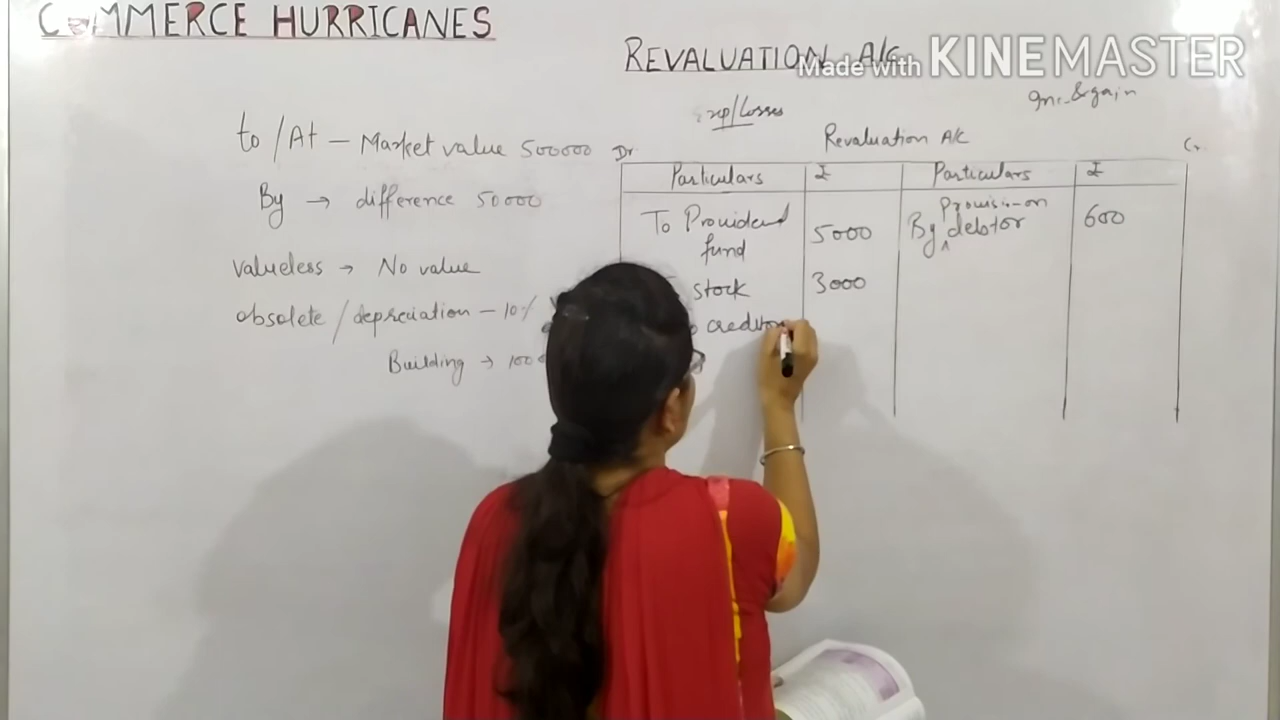 COMMERCE HURRICANES
REVALUATION A/C
Made with KINEMASTER
Inc. & gain
exp/Losses
to / At - Market value 500000
By → difference 50000
valueless → No value
obsolete / depreciation - 10%
Building → 100
Revaluation A/c
Dr. Cr.
Particulars ₹ Particulars ₹
To Provident fund 5000 By Provision on debtor 600
stock 3000
creditor